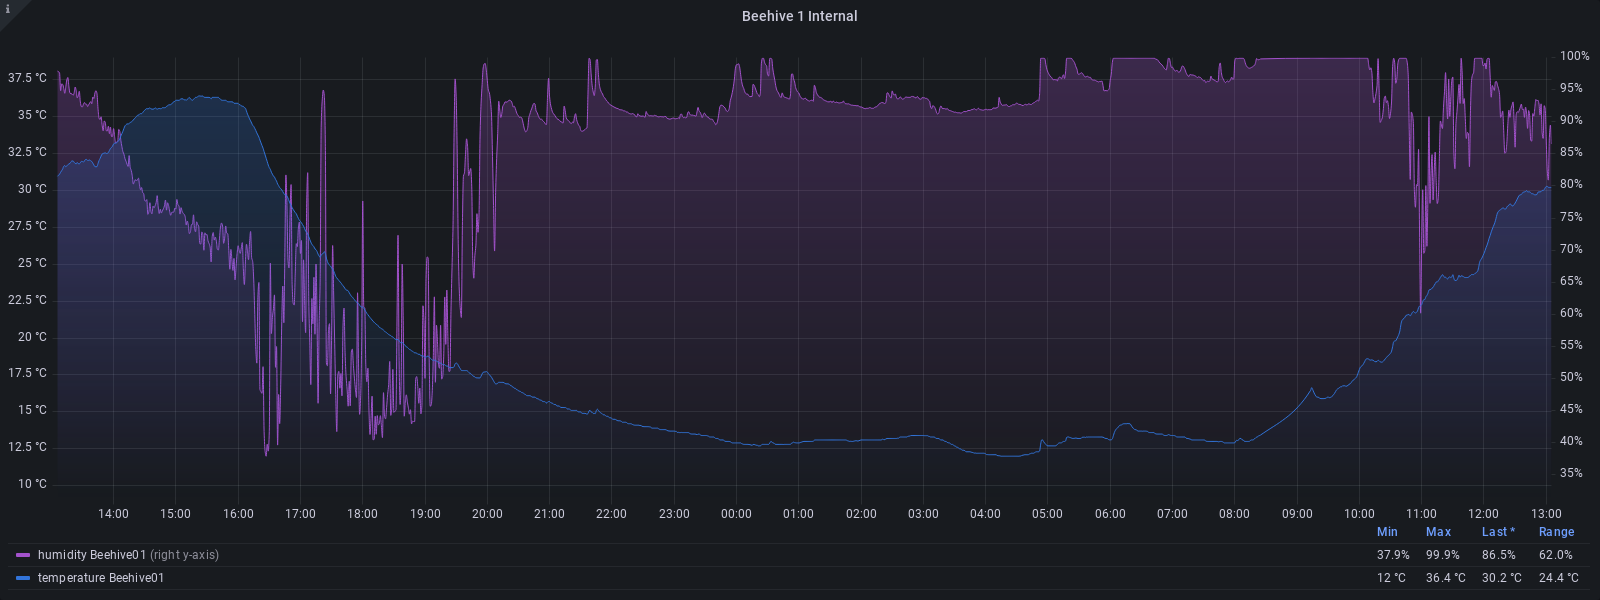 i
Beehive 1 Internal
37.5 °C
35 °C
32.5 °C
30 °C
27.5 °C
25 °C
22.5 °C
20 °C
17.5 °C
15 °C
12.5 °C
10 °C
100%
95%
90%
85%
80%
75%
70%
65%
60%
55%
50%
45%
40%
35%
14:00 15:00 16:00 17:00 18:00 19:00 20:00 21:00 22:00 23:00 00:00 01:00 02:00 03:00 04:00 05:00 06:00 07:00 08:00 09:00 10:00 11:00 12:00 13:00
Min Max Last * Range
humidity Beehive01 (right y-axis) 37.9% 99.9% 86.5% 62.0%
temperature Beehive01 12 °C 36.4 °C 30.2 °C 24.4 °C